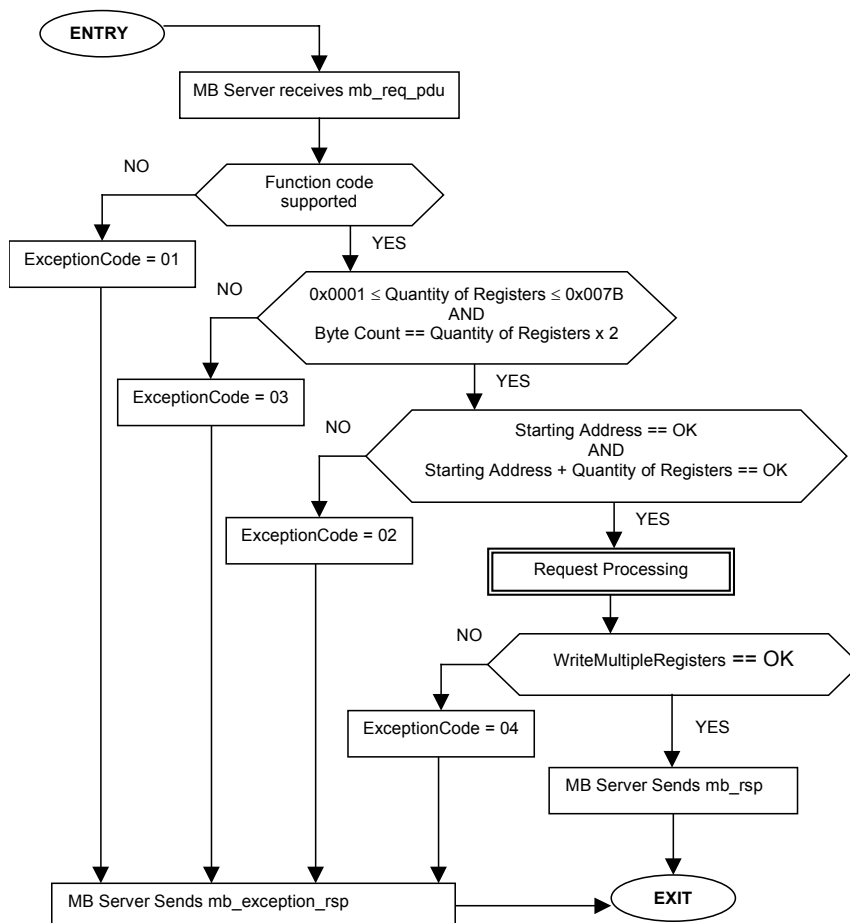 ENTRY
MB Server receives mb_req_pdu
NO
Function code
supported
YES
ExceptionCode = 01
NO
0x0001 ≤ Quantity of Registers ≤ 0x007B
AND
Byte Count == Quantity of Registers x 2
YES
ExceptionCode = 03
NO
Starting Address == OK
AND
Starting Address + Quantity of Registers == OK
YES
ExceptionCode = 02
Request Processing
NO
WriteMultipleRegisters == OK
YES
ExceptionCode = 04
MB Server Sends mb_rsp
MB Server Sends mb_exception_rsp
EXIT